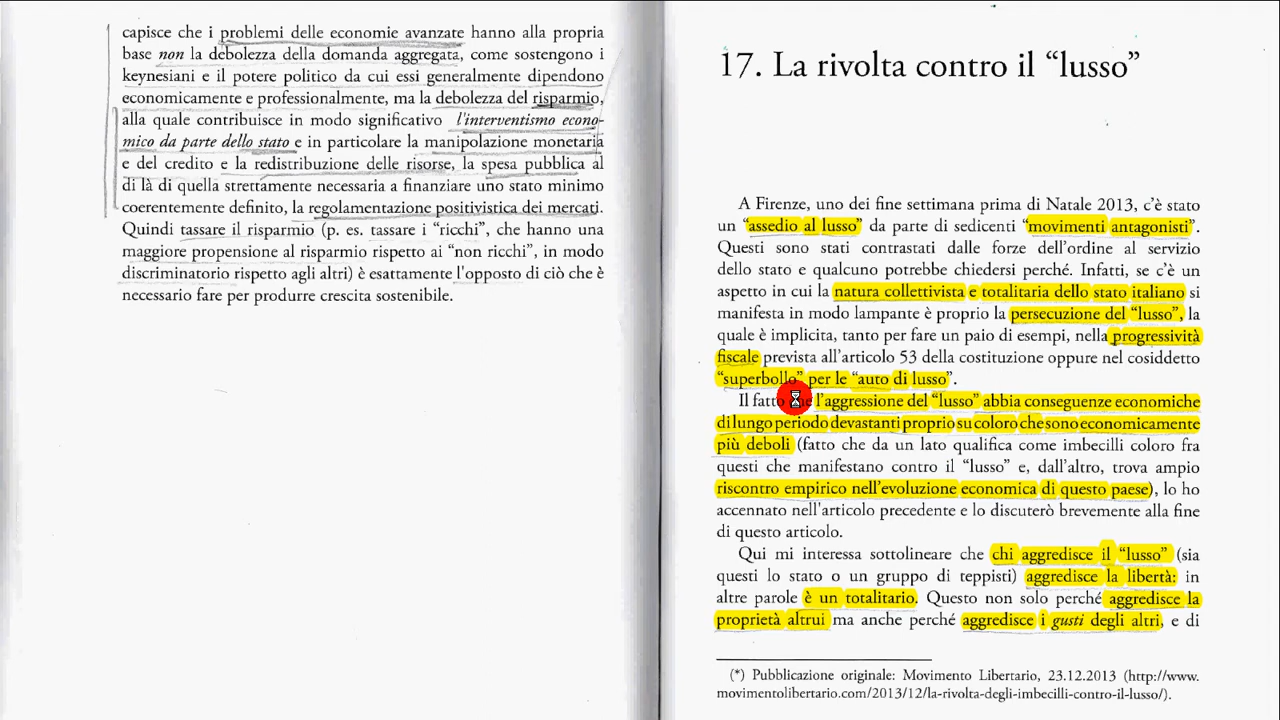 capisce che i problemi delle economie avanzate hanno alla propria
base non la debolezza della domanda aggregata, come sostengono i
keynesiani e il potere politico da cui essi generalmente dipendono
economicamente e professionalmente, ma la debolezza del risparmio,
alla quale contribuisce in modo significativo l'interventismo econo-
mico da parte dello stato e in particolare la manipolazione monetaria
e del credito e la redistribuzione delle risorse, la spesa pubblica al
di là di quella strettamente necessaria a finanziare uno stato minimo
coerentemente definito, la regolamentazione positivistica dei mercati.
Quindi tassare il risparmio (p. es. tassare i “ricchi”, che hanno una
maggiore propensione al risparmio rispetto ai “non ricchi”, in modo
discriminatorio rispetto agli altri) è esattamente l'opposto di ciò che è
necessario fare per produrre crescita sostenibile.
17. La rivolta contro il “lusso”
A Firenze, uno dei fine settimana prima di Natale 2013, c'è stato
un “assedio al lusso” da parte di sedicenti “movimenti antagonisti”.
Questi sono stati contrastati dalle forze dell'ordine al servizio
dello stato e qualcuno potrebbe chiedersi perché. Infatti, se c'è un
aspetto in cui la natura collettivista e totalitaria dello stato italiano si
manifesta in modo lampante è proprio la persecuzione del “lusso”, la
quale è implicita, tanto per fare un paio di esempi, nella progressività
fiscale prevista all'articolo 53 della costituzione oppure nel cosiddetto
“superbollo” per le “auto di lusso”.
Il fatto l'aggressione del “lusso” abbia conseguenze economiche
di lungo periodo devastanti proprio su coloro che sono economicamente
più deboli (fatto che da un lato qualifica come imbecilli coloro fra
questi che manifestano contro il “lusso” e, dall'altro, trova ampio
riscontro empirico nell'evoluzione economica di questo paese), lo ho
accennato nell'articolo precedente e lo discuterò brevemente alla fine
di questo articolo.
Qui mi interessa sottolineare che chi aggredisce il “lusso” (sia
questi lo stato o un gruppo di teppisti) aggredisce la libertà: in
altre parole è un totalitario. Questo non solo perché aggredisce la
proprietà altrui ma anche perché aggredisce i gusti degli altri, e di
(*) Pubblicazione originale: Movimento Libertario, 23.12.2013 (http://www.
movimentolibertario.com/2013/12/la-rivolta-degli-imbecilli-contro-il-lusso/).